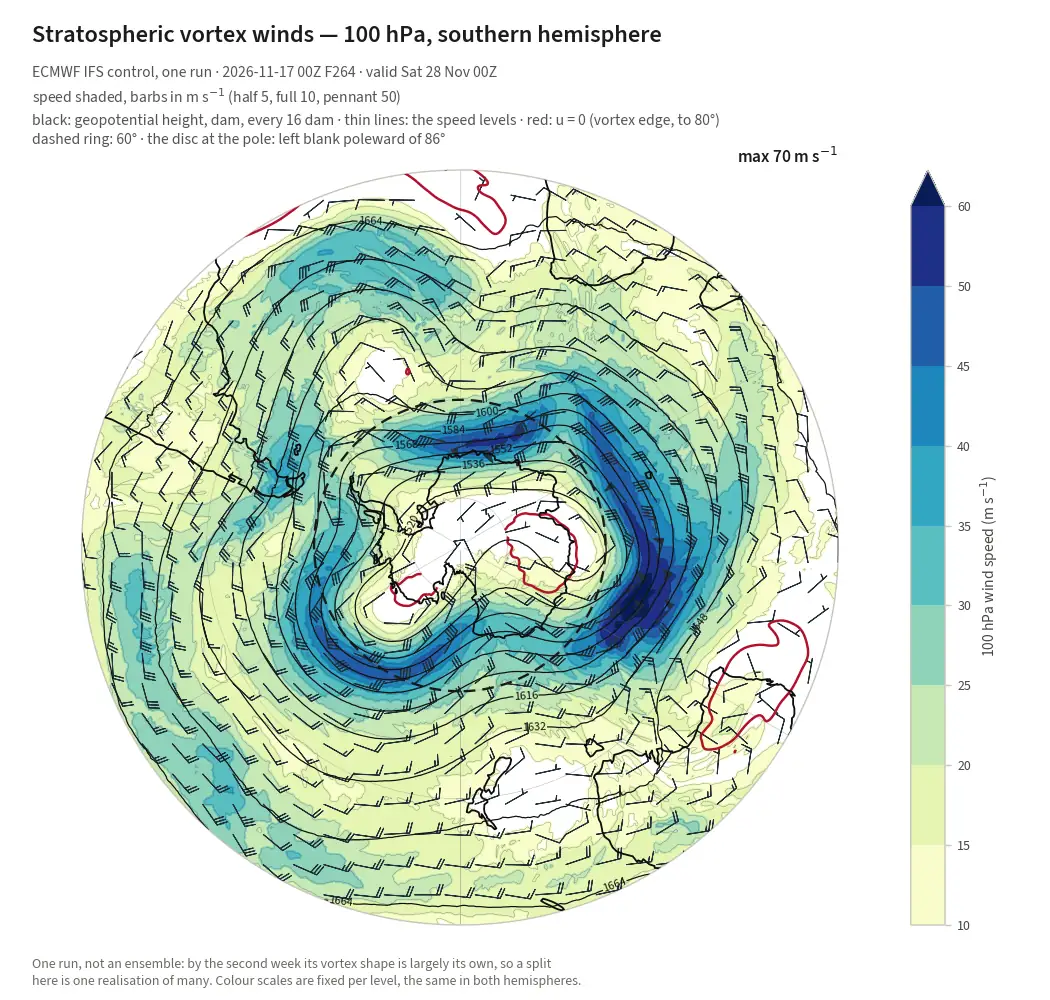 Stratospheric vortex winds — 100 hPa, southern hemisphere
ECMWF IFS control, one run · 2026-11-17 00Z F264 · valid Sat 28 Nov 00Z
speed shaded, barbs in m s⁻¹ (half 5, full 10, pennant 50)
black: geopotential height, dam, every 16 dam · thin lines: the speed levels · red: u = 0 (vortex edge, to 80°)
dashed ring: 60° · the disc at the pole: left blank poleward of 86°
max 70 m s⁻¹
1664
1600
1584
1568
1552
1536
1616
1632
1664
1664
60
50
45
40
35
30
25
20
15
10
100 hPa wind speed (m s⁻¹)
One run, not an ensemble: by the second week its vortex shape is largely its own, so a split
here is one realisation of many. Colour scales are fixed per level, the same in both hemispheres.